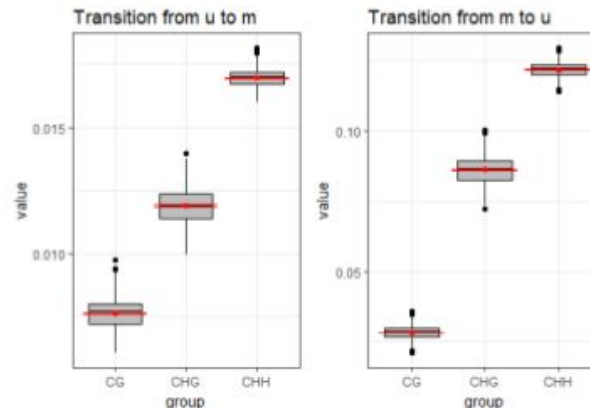 Transition from u to m
value
0.015
0.010
CG CHG CHH
group
Transition from m to u
value
0.10
0.05
CG CHG CHH
group